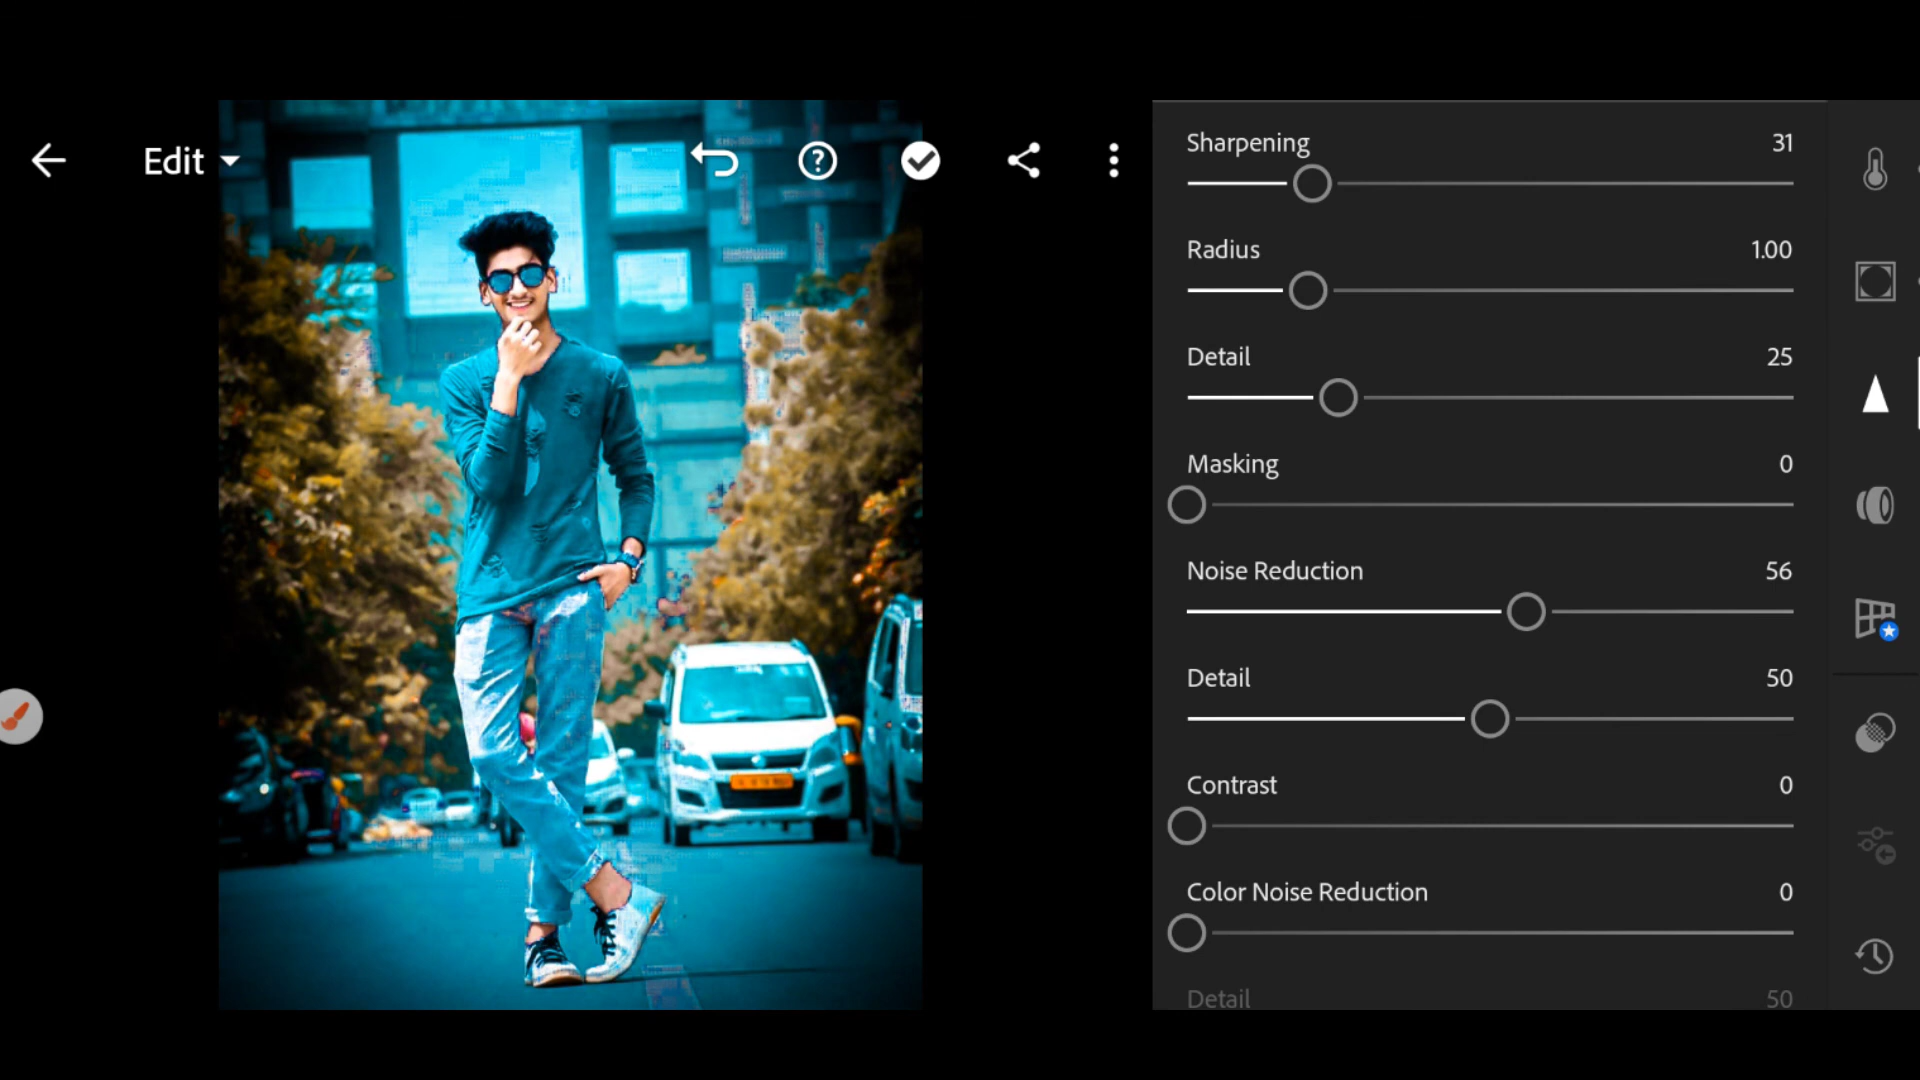 Edit
Sharpening 31
Radius 1.00
Detail 25
Masking 0
Noise Reduction 56
Detail 50
Contrast 0
Color Noise Reduction 0
Detail 50